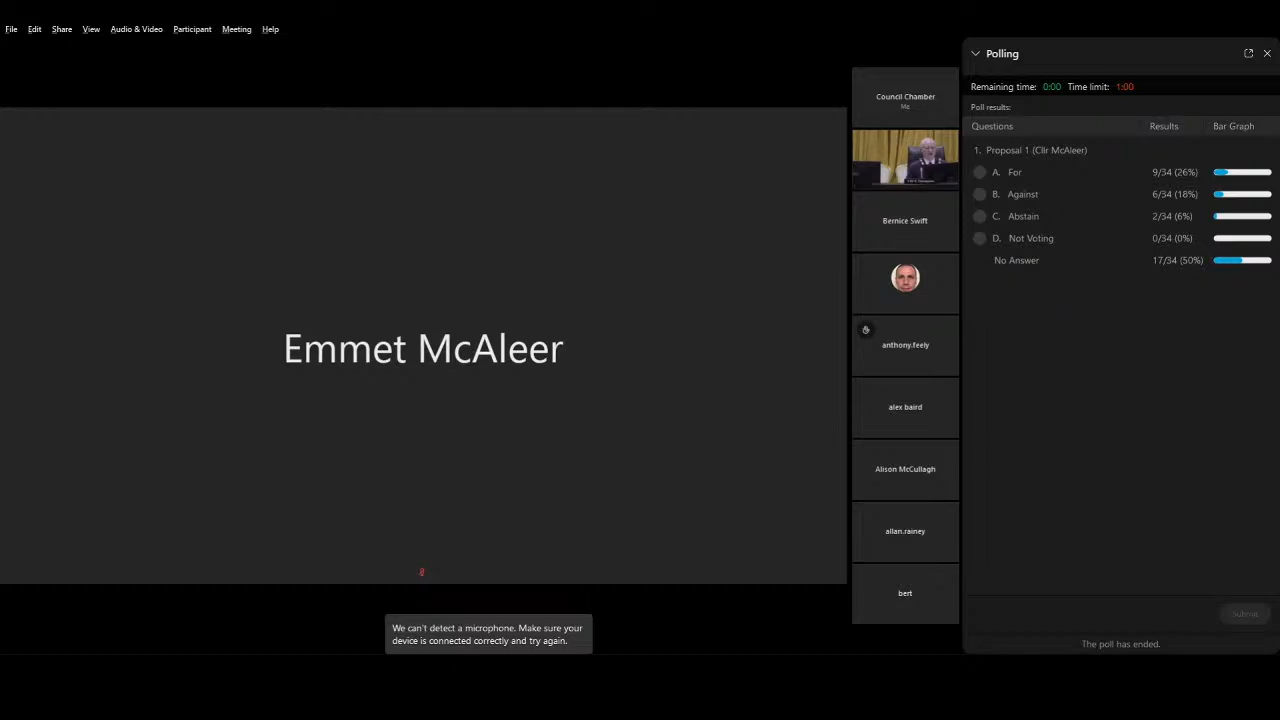 File Edit Share View Audio & Video Participant Meeting Help
Polling
Remaining time: 0:00 Time limit: 1:00
Poll results:
Questions Results Bar Graph
1. Proposal 1 (Cllr McAleer)
A. For 9/34 (26%)
B. Against 6/34 (18%)
C. Abstain 2/34 (6%)
D. Not Voting 0/34 (0%)
No Answer 17/34 (50%)
Submit
The poll has ended.
Council Chamber
Me
Bernice Swift
anthony.feely
alex baird
Alison McCullagh
allan.rainey
bert
Emmet McAleer
We can't detect a microphone. Make sure your
device is connected correctly and try again.